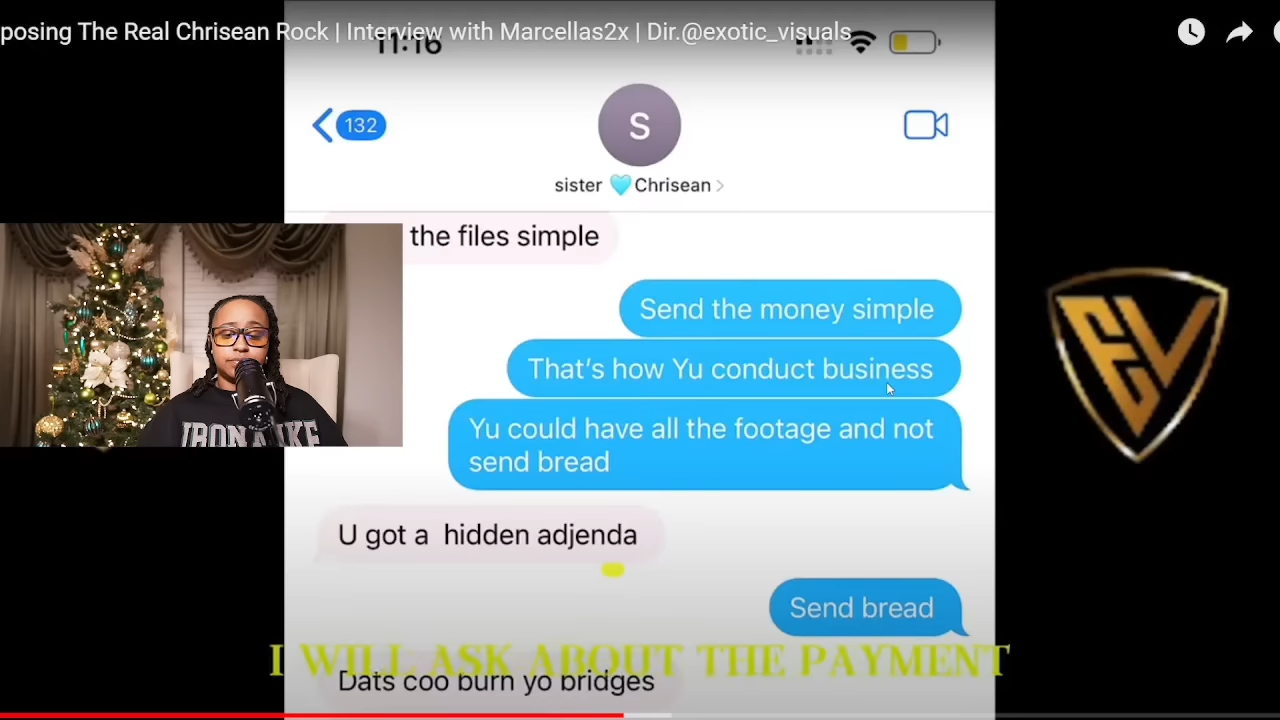 posing The Real Chrisean Rock | Interview with Marcellas2x | Dir.@exotic_visuals
11:16
132
S
sister 🩵Chrisean >
the files simple
Send the money simple
That's how Yu conduct business
Yu could have all the footage and not
send bread
U got a hidden adjenda
Send bread
I WILL ASK ABOUT THE PAYMENT
Dats coo burn yo bridges
EV